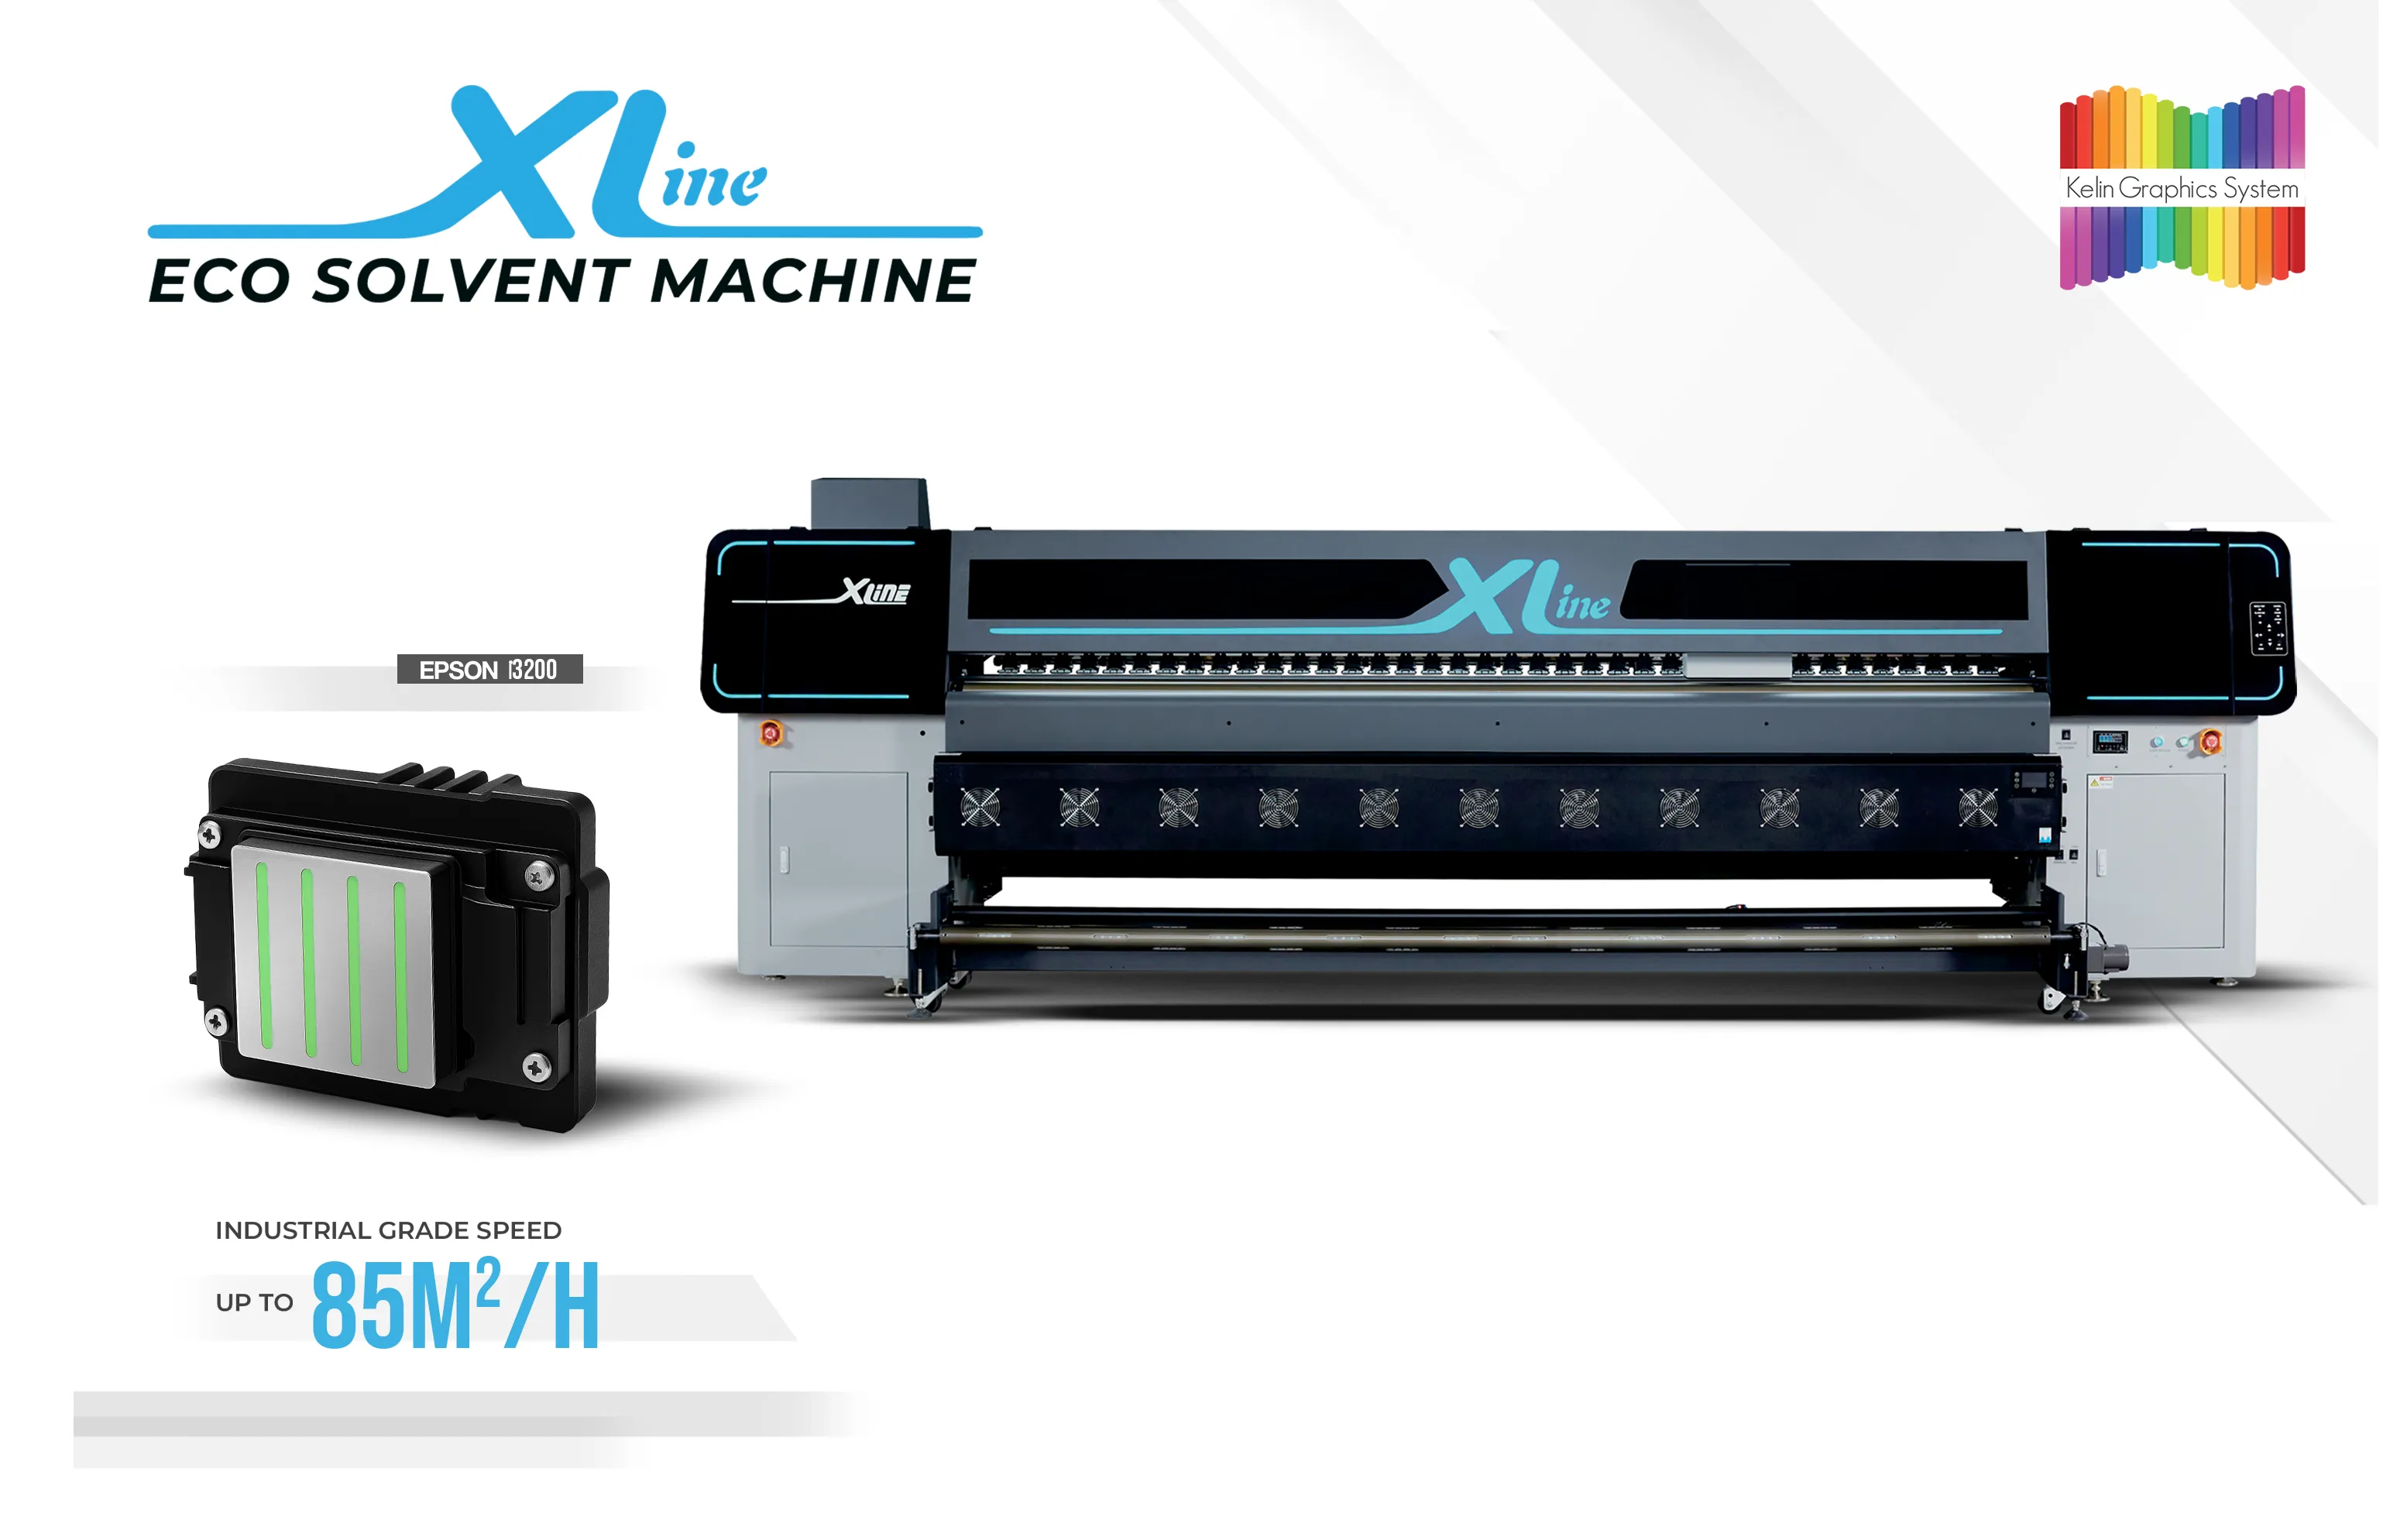 XLine
ECO SOLVENT MACHINE
Kelin Graphics System
EPSON i3200
XLINE
XLine
INDUSTRIAL GRADE SPEED
UP TO 85M²/H